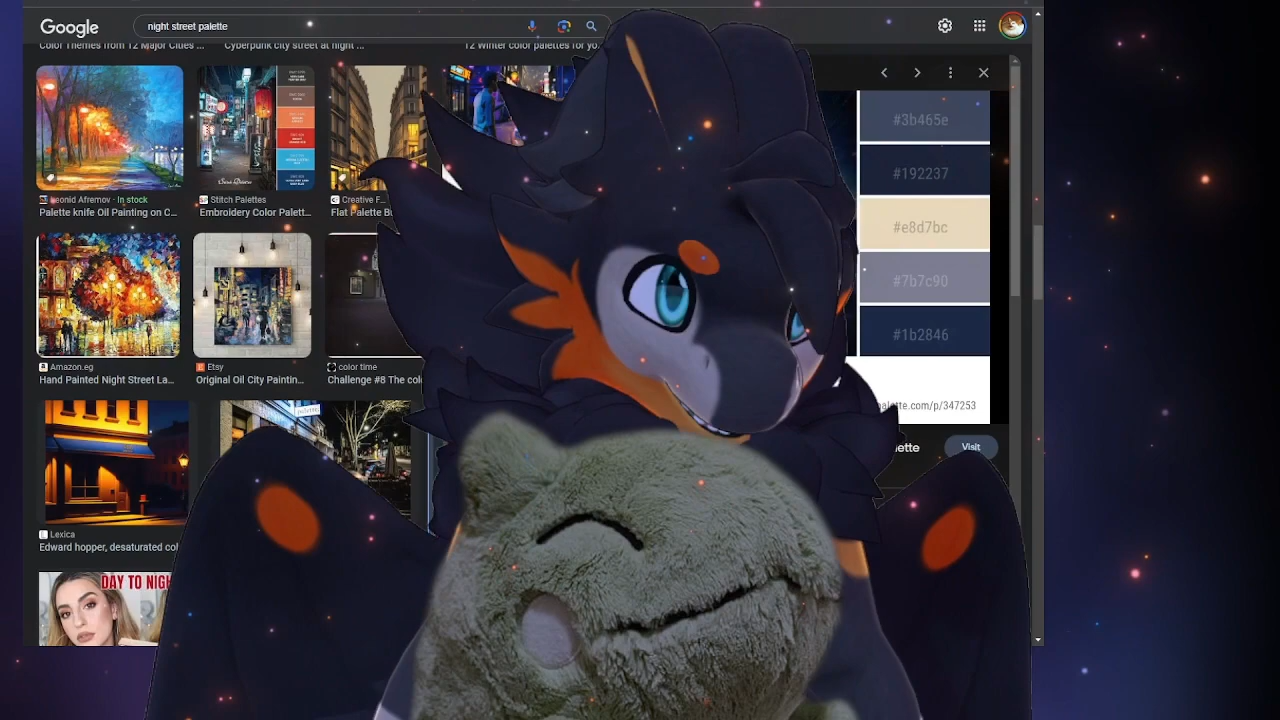 Google
night street palette
Color Themes from 12 Major Cities ...
Cyberpunk city street at night ...
12 Winter color palettes for yo
#3b465e
#192237
#e8d7bc
#7b7c90
#1b2846
palette.com/p/347253
lette
Visit
Leonid Afremov · In stock
Palette knife Oil Painting on C...
Stitch Palettes
Embroidery Color Palett...
Creative F
Flat Palette Bu
Amazon.eg
Hand Painted Night Street La...
Etsy
Original Oil City Paintin...
color time
Challenge #8 The col
Lexica
Edward hopper, desaturated col
DAY TO NIGH